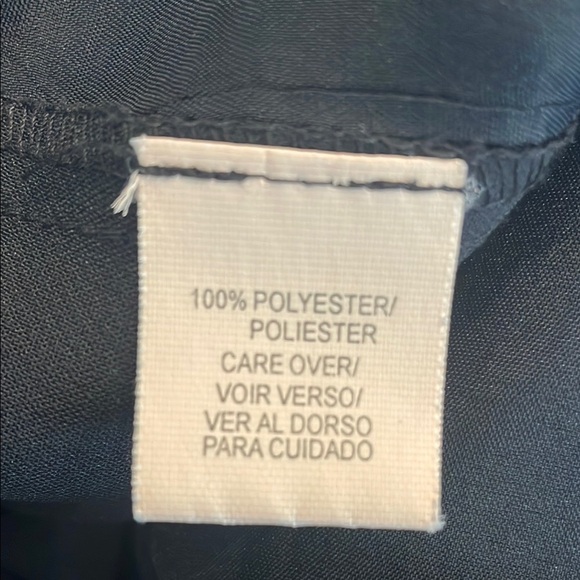 100% POLYESTER/
POLIESTER
CARE OVER/
VOIR VERSO/
VER AL DORSO
PARA CUIDADO